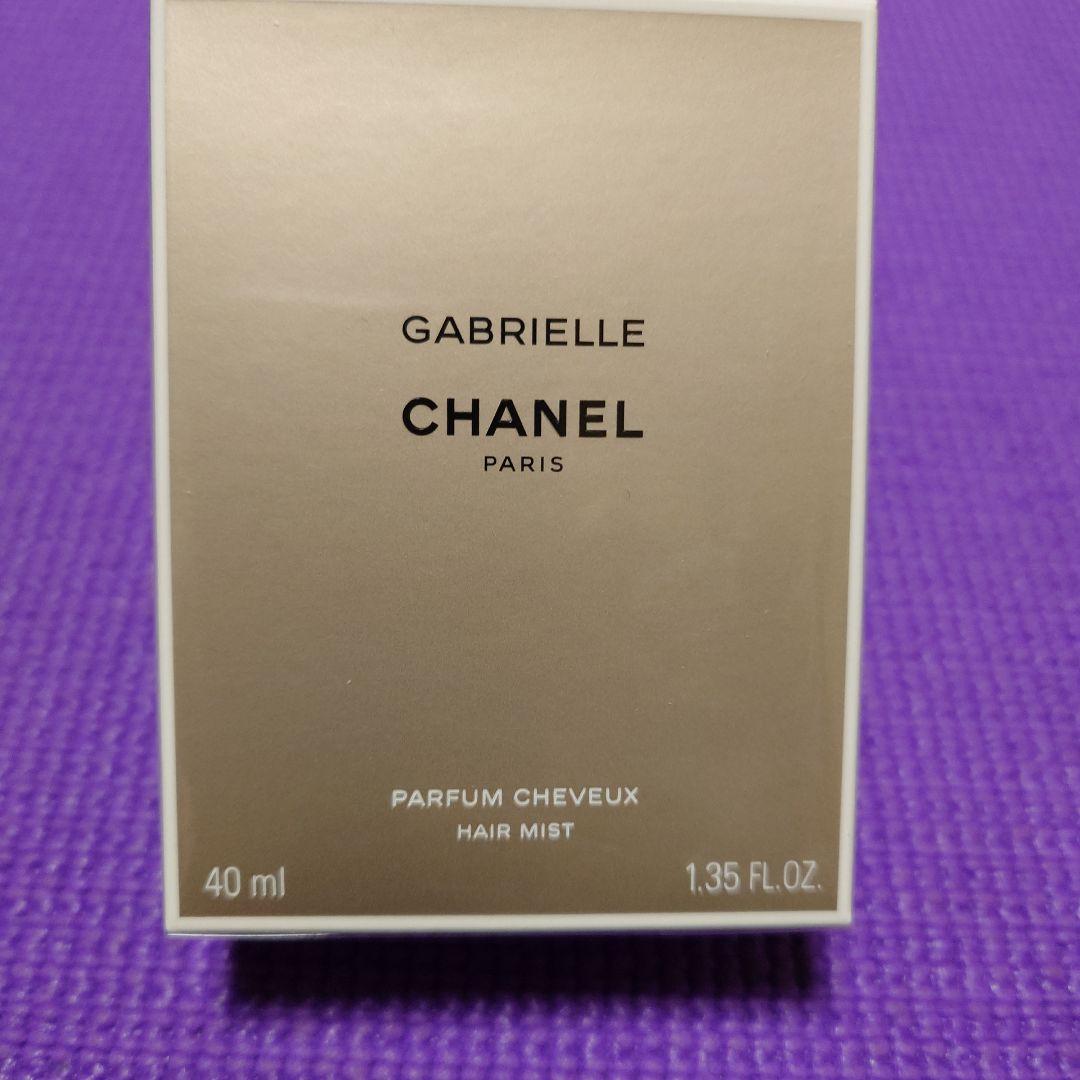 GABRIELLE
CHANEL
PARIS
PARFUM CHEVEUX
HAIR MIST
40 ml
1.35 FL.OZ.